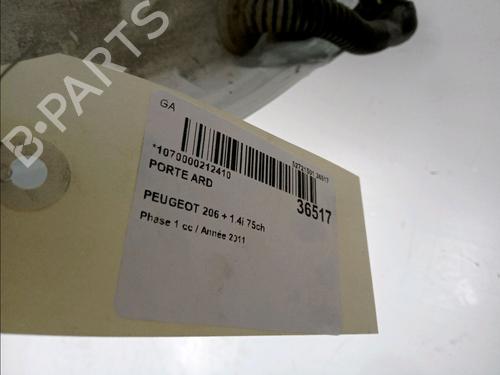 B-PARTS
GA
*1070000212410
36517
PORTE ARD
PEUGEOT 206 + 1.4i 75ch
Phase 1 cc / Année 2011